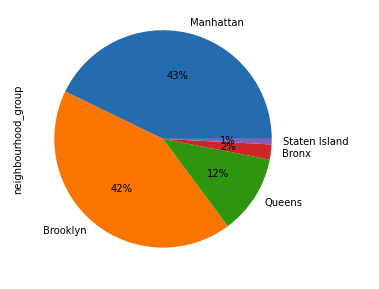 Manhattan
43%
neighbourhood_group
1%
Staten Island
2%
Bronx
12%
42%
Queens
Brooklyn